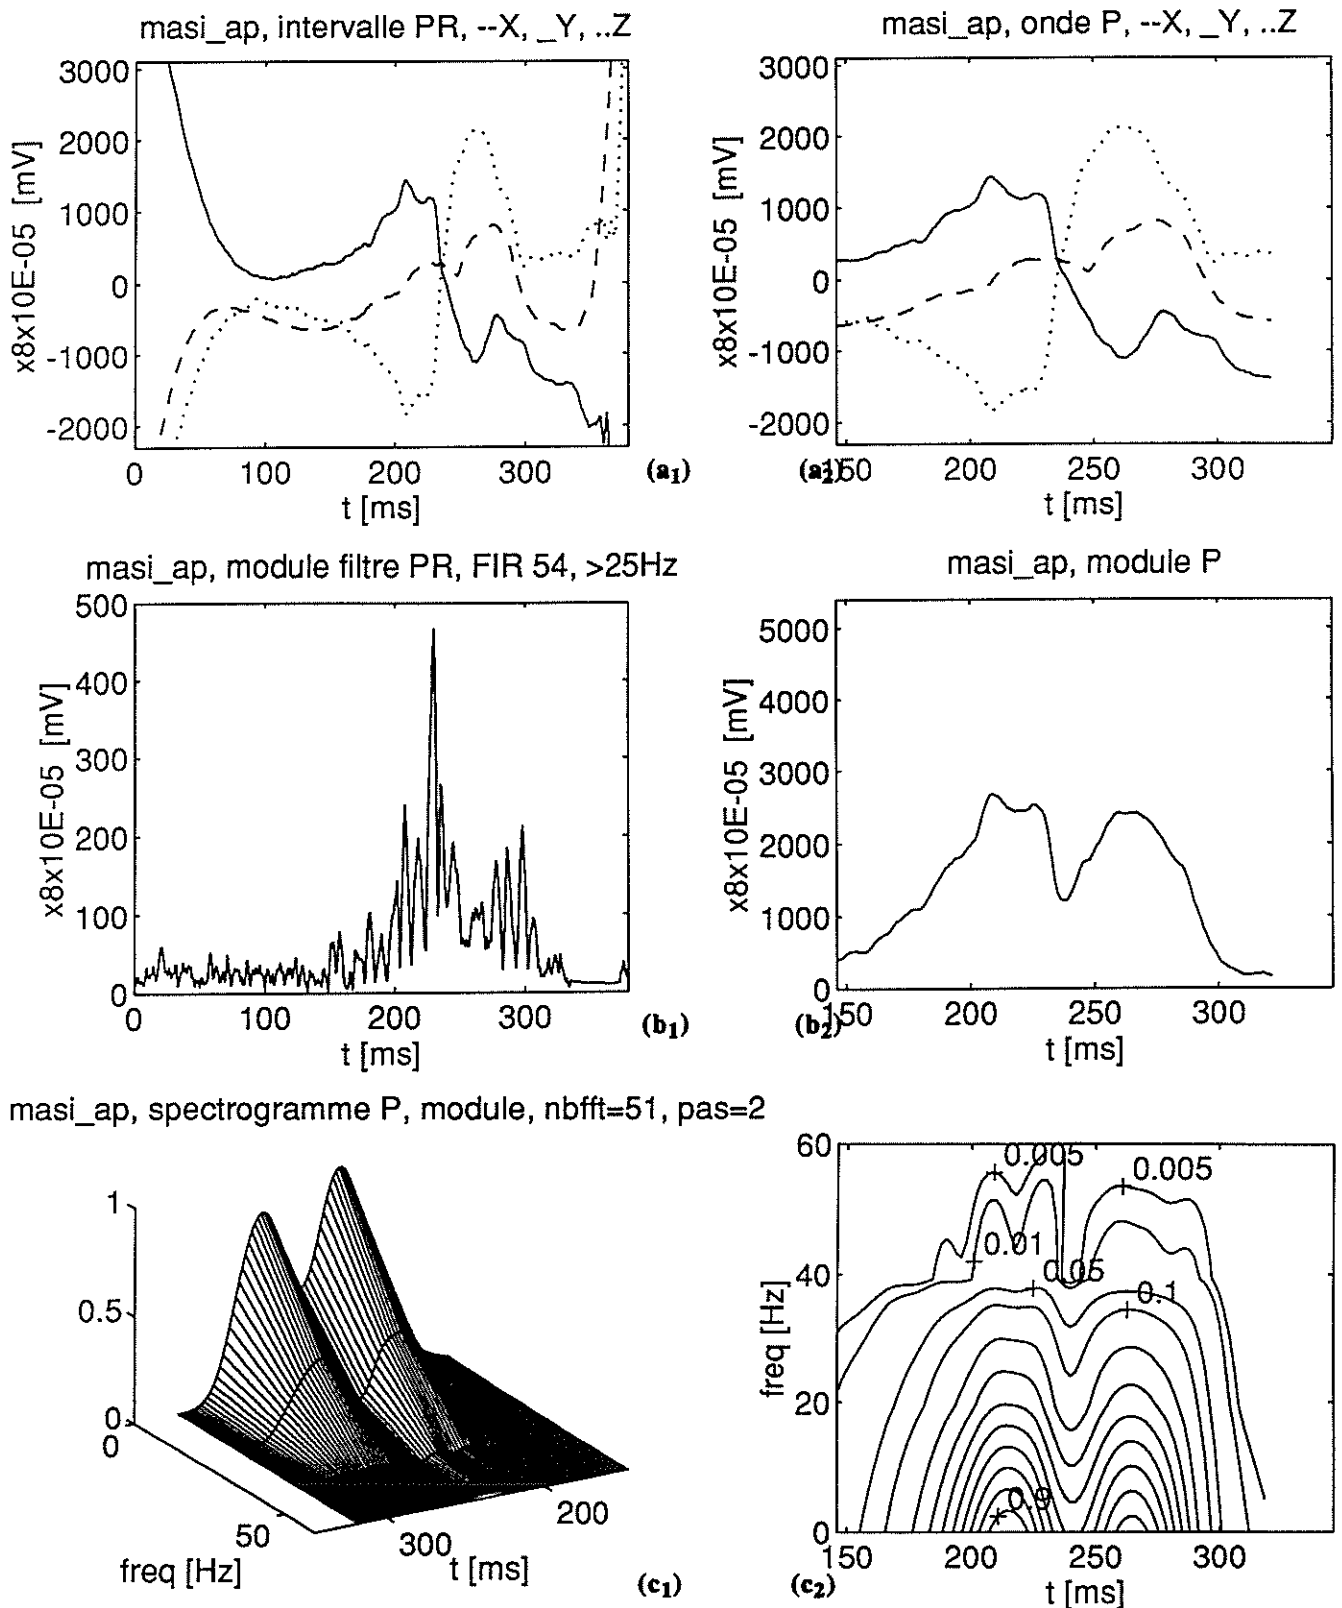 masi_ap, intervalle PR, --X, _Y, ..Z
x8x10E-05 [mV]
3000
2000
1000
0
-1000
-2000
0 100 200 300
t [ms]
(a1)
masi_ap, onde P, --X, _Y, ..Z
x8x10E-05 [mV]
3000
2000
1000
0
-1000
-2000
150 200 250 300
t [ms]
(a2)
masi_ap, module filtre PR, FIR 54, >25Hz
x8x10E-05 [mV]
500
400
300
200
100
0
0 100 200 300
t [ms]
(b1)
masi_ap, module P
x8x10E-05 [mV]
5000
4000
3000
2000
1000
0
150 200 250 300
t [ms]
(b2)
masi_ap, spectrogramme P, module, nbfft=51, pas=2
1
0.5
0
0
50
freq [Hz]
300
200
t [ms]
(c1)
freq [Hz]
60
40
20
0
0.005
0.005
0.01
0.05
0.1
0.9
150 200 250 300
t [ms]
(c2)